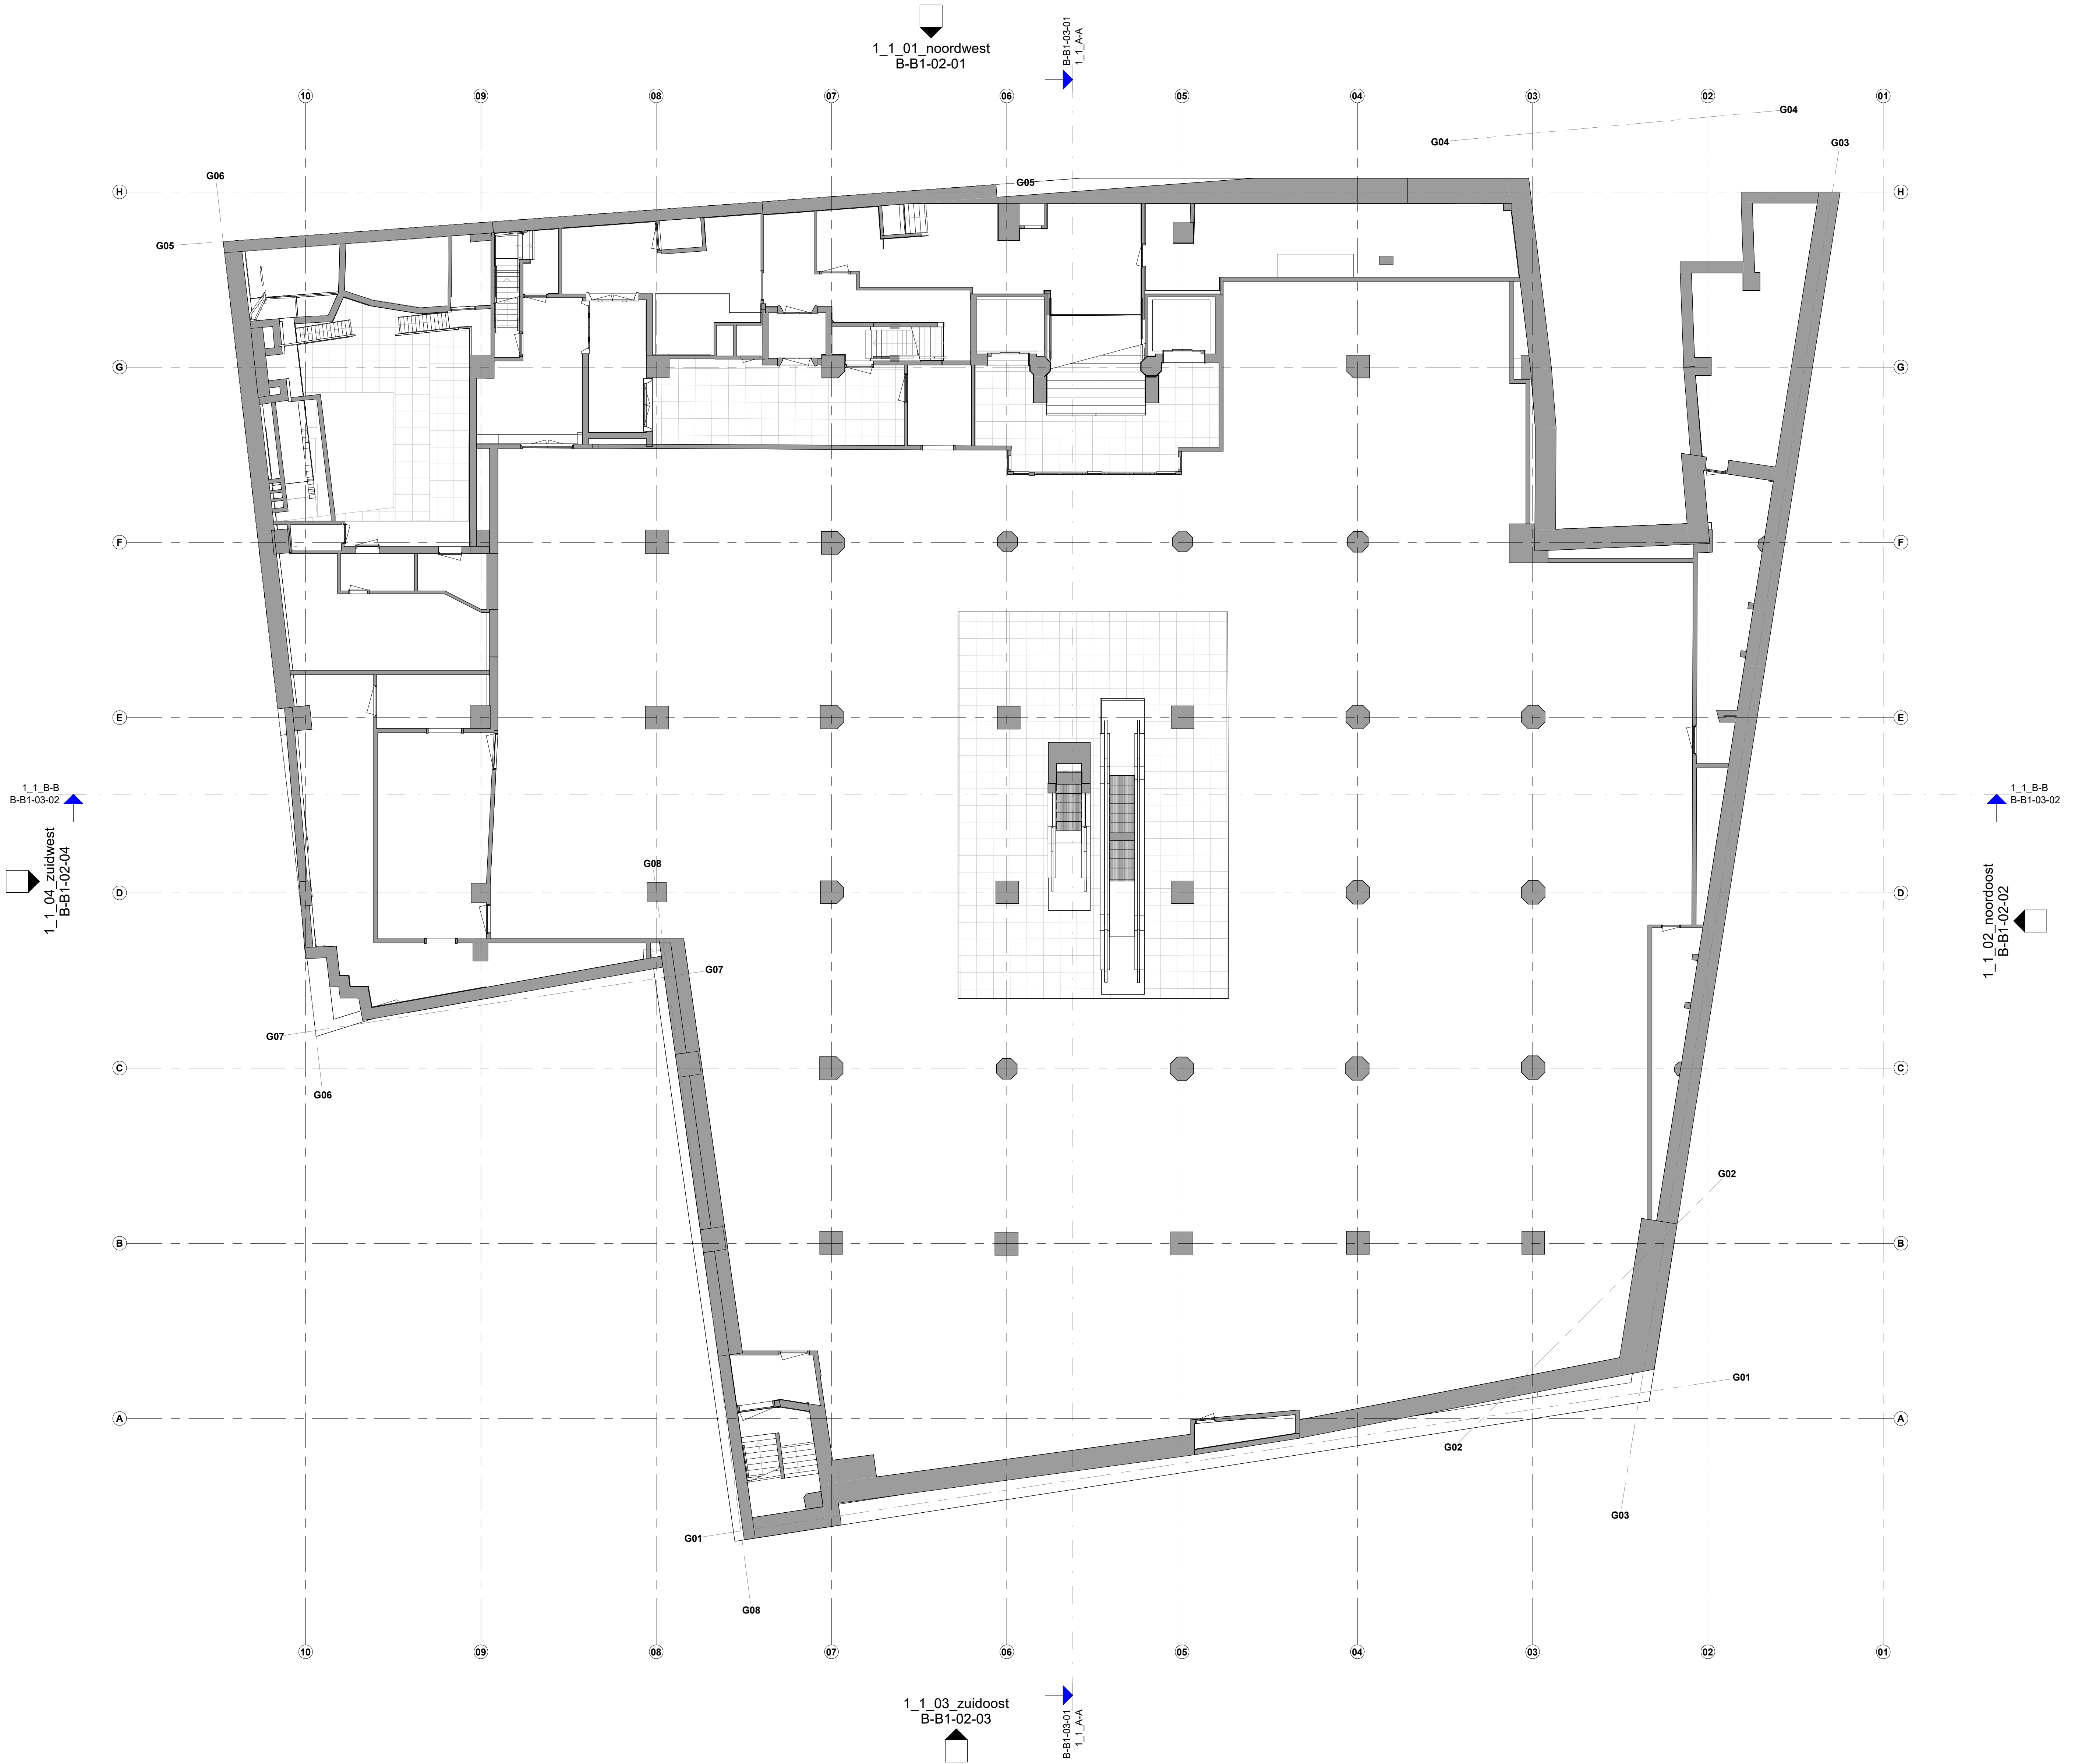 1_1_01_noordwest
B-B1-02-01
B-B1-03-01
1_1_A-A
10 09 08 07 06 05 04 03 02 01
G04
G04
G03
G06
G05
H H
G05
G G
F F
E E
1_1_B-B
B-B1-03-02
1_1_B-B
B-B1-03-02
1_1_04_zuidwest
B-B1-02-04
1_1_02_noordoost
B-B1-02-02
G08
D D
G07
G07
C C
G06
G02
B B
G01
A A
G02
G03
G01
G08
10 09 08 07 06 05 04 03 02 01
1_1_03_zuidoost
B-B1-02-03
B-B1-03-01
1_1_A-A